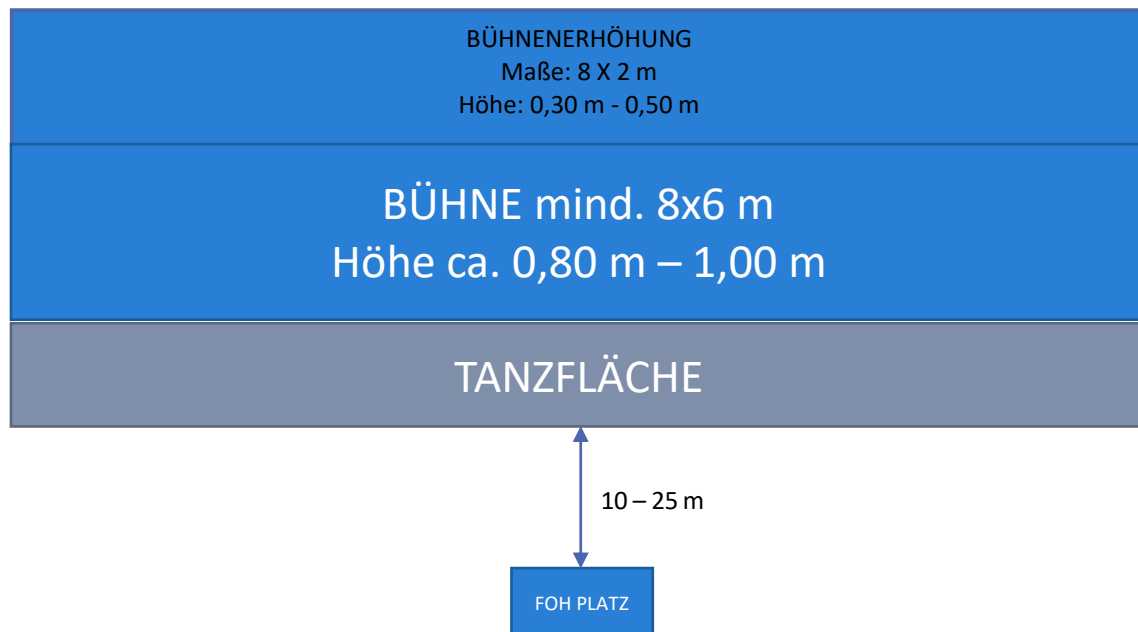 BÜHNENERHÖHUNG
Maße: 8 X 2 m
Höhe: 0,30 m - 0,50 m
BÜHNE mind. 8x6 m
Höhe ca. 0,80 m – 1,00 m
TANZFLÄCHE
10 – 25 m
FOH PLATZ